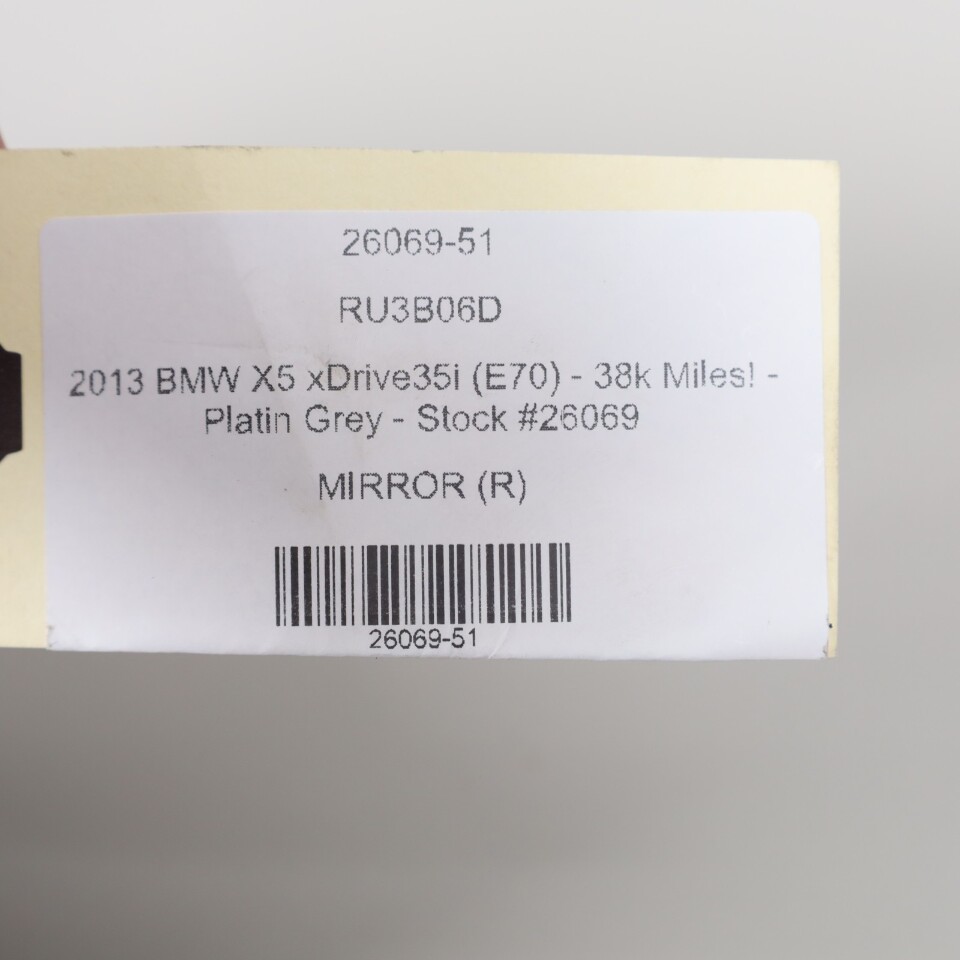 26069-51
RU3B06D
2013 BMW X5 xDrive35i (E70) - 38k Miles! -
Platin Grey - Stock #26069
MIRROR (R)
26069-51